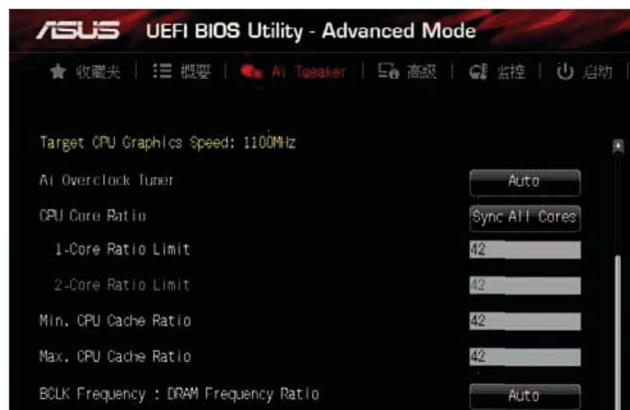 ASUS UEFI BIOS Utility - Advanced Mode
收藏夹 | 概要 | Ai Tweaker | 高級 | 监控 | 启动 |
Target CPU Graphics Speed: 1100MHz
Ai Overclock Tuner Auto
CPU Core Ratio Sync All Cores
1-Core Ratio Limit 42
2-Core Ratio Limit 42
Min. CPU Cache Ratio 42
Max. CPU Cache Ratio 42
BCLK Frequency : DRAM Frequency Ratio Auto